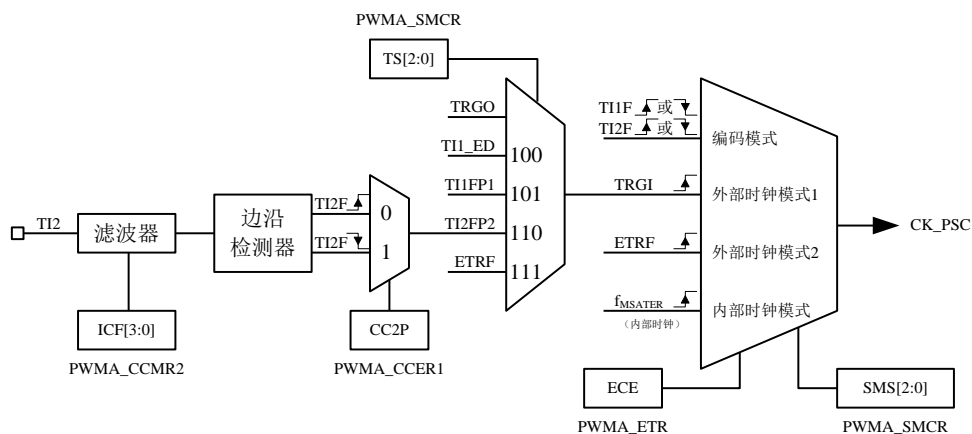 PWMA_SMCR
TS[2:0]
TRGO
TI1_ED
100
TI1FP1
101
TI2FP2
110
ETRF
111
TI2
滤波器
边沿
检测器
TI2F
0
TI2F
1
ICF[3:0]
PWMA_CCMR2
CC2P
PWMA_CCER1
TI1F 或
TI2F 或
编码模式
TRGI
外部时钟模式1
ETRF
外部时钟模式2
fMSATER
(内部时钟)
内部时钟模式
CK_PSC
ECE
PWMA_ETR
SMS[2:0]
PWMA_SMCR